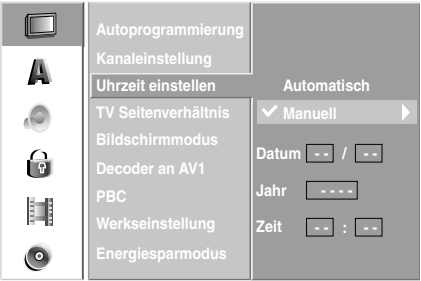 A
Autoprogrammierung
Kanaleinstellung
Uhrzeit einstellen
TV Seitenverhältnis
Bildschirmmodus
Decoder an AV1
PBC
Werkseinstellung
Energiesparmodus
Automatisch
Manuell
Datum -- / --
Jahr ----
Zeit -- : --